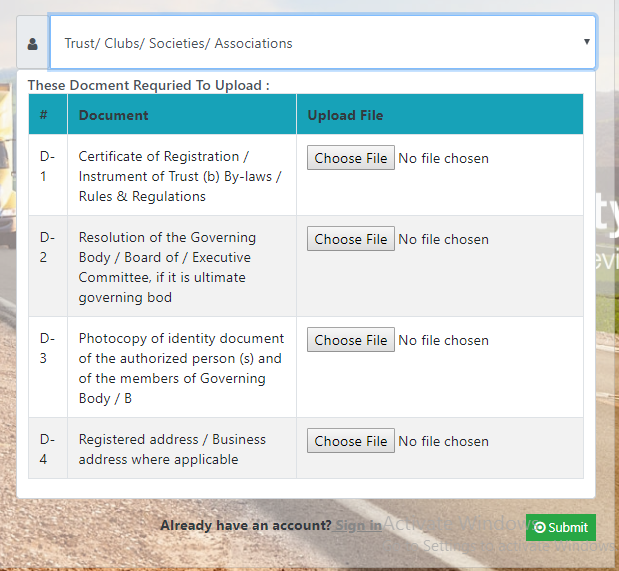 Trust/ Clubs/ Societies/ Associations
These Docment Requried To Upload :
# Document Upload File
D-1 Certificate of Registration / Instrument of Trust (b) By-laws / Rules & Regulations Choose File No file chosen
D-2 Resolution of the Governing Body / Board of / Executive Committee, if it is ultimate governing bod Choose File No file chosen
D-3 Photocopy of identity document of the authorized person (s) and of the members of Governing Body / B Choose File No file chosen
D-4 Registered address / Business address where applicable Choose File No file chosen
Already have an account? Sign In
Submit